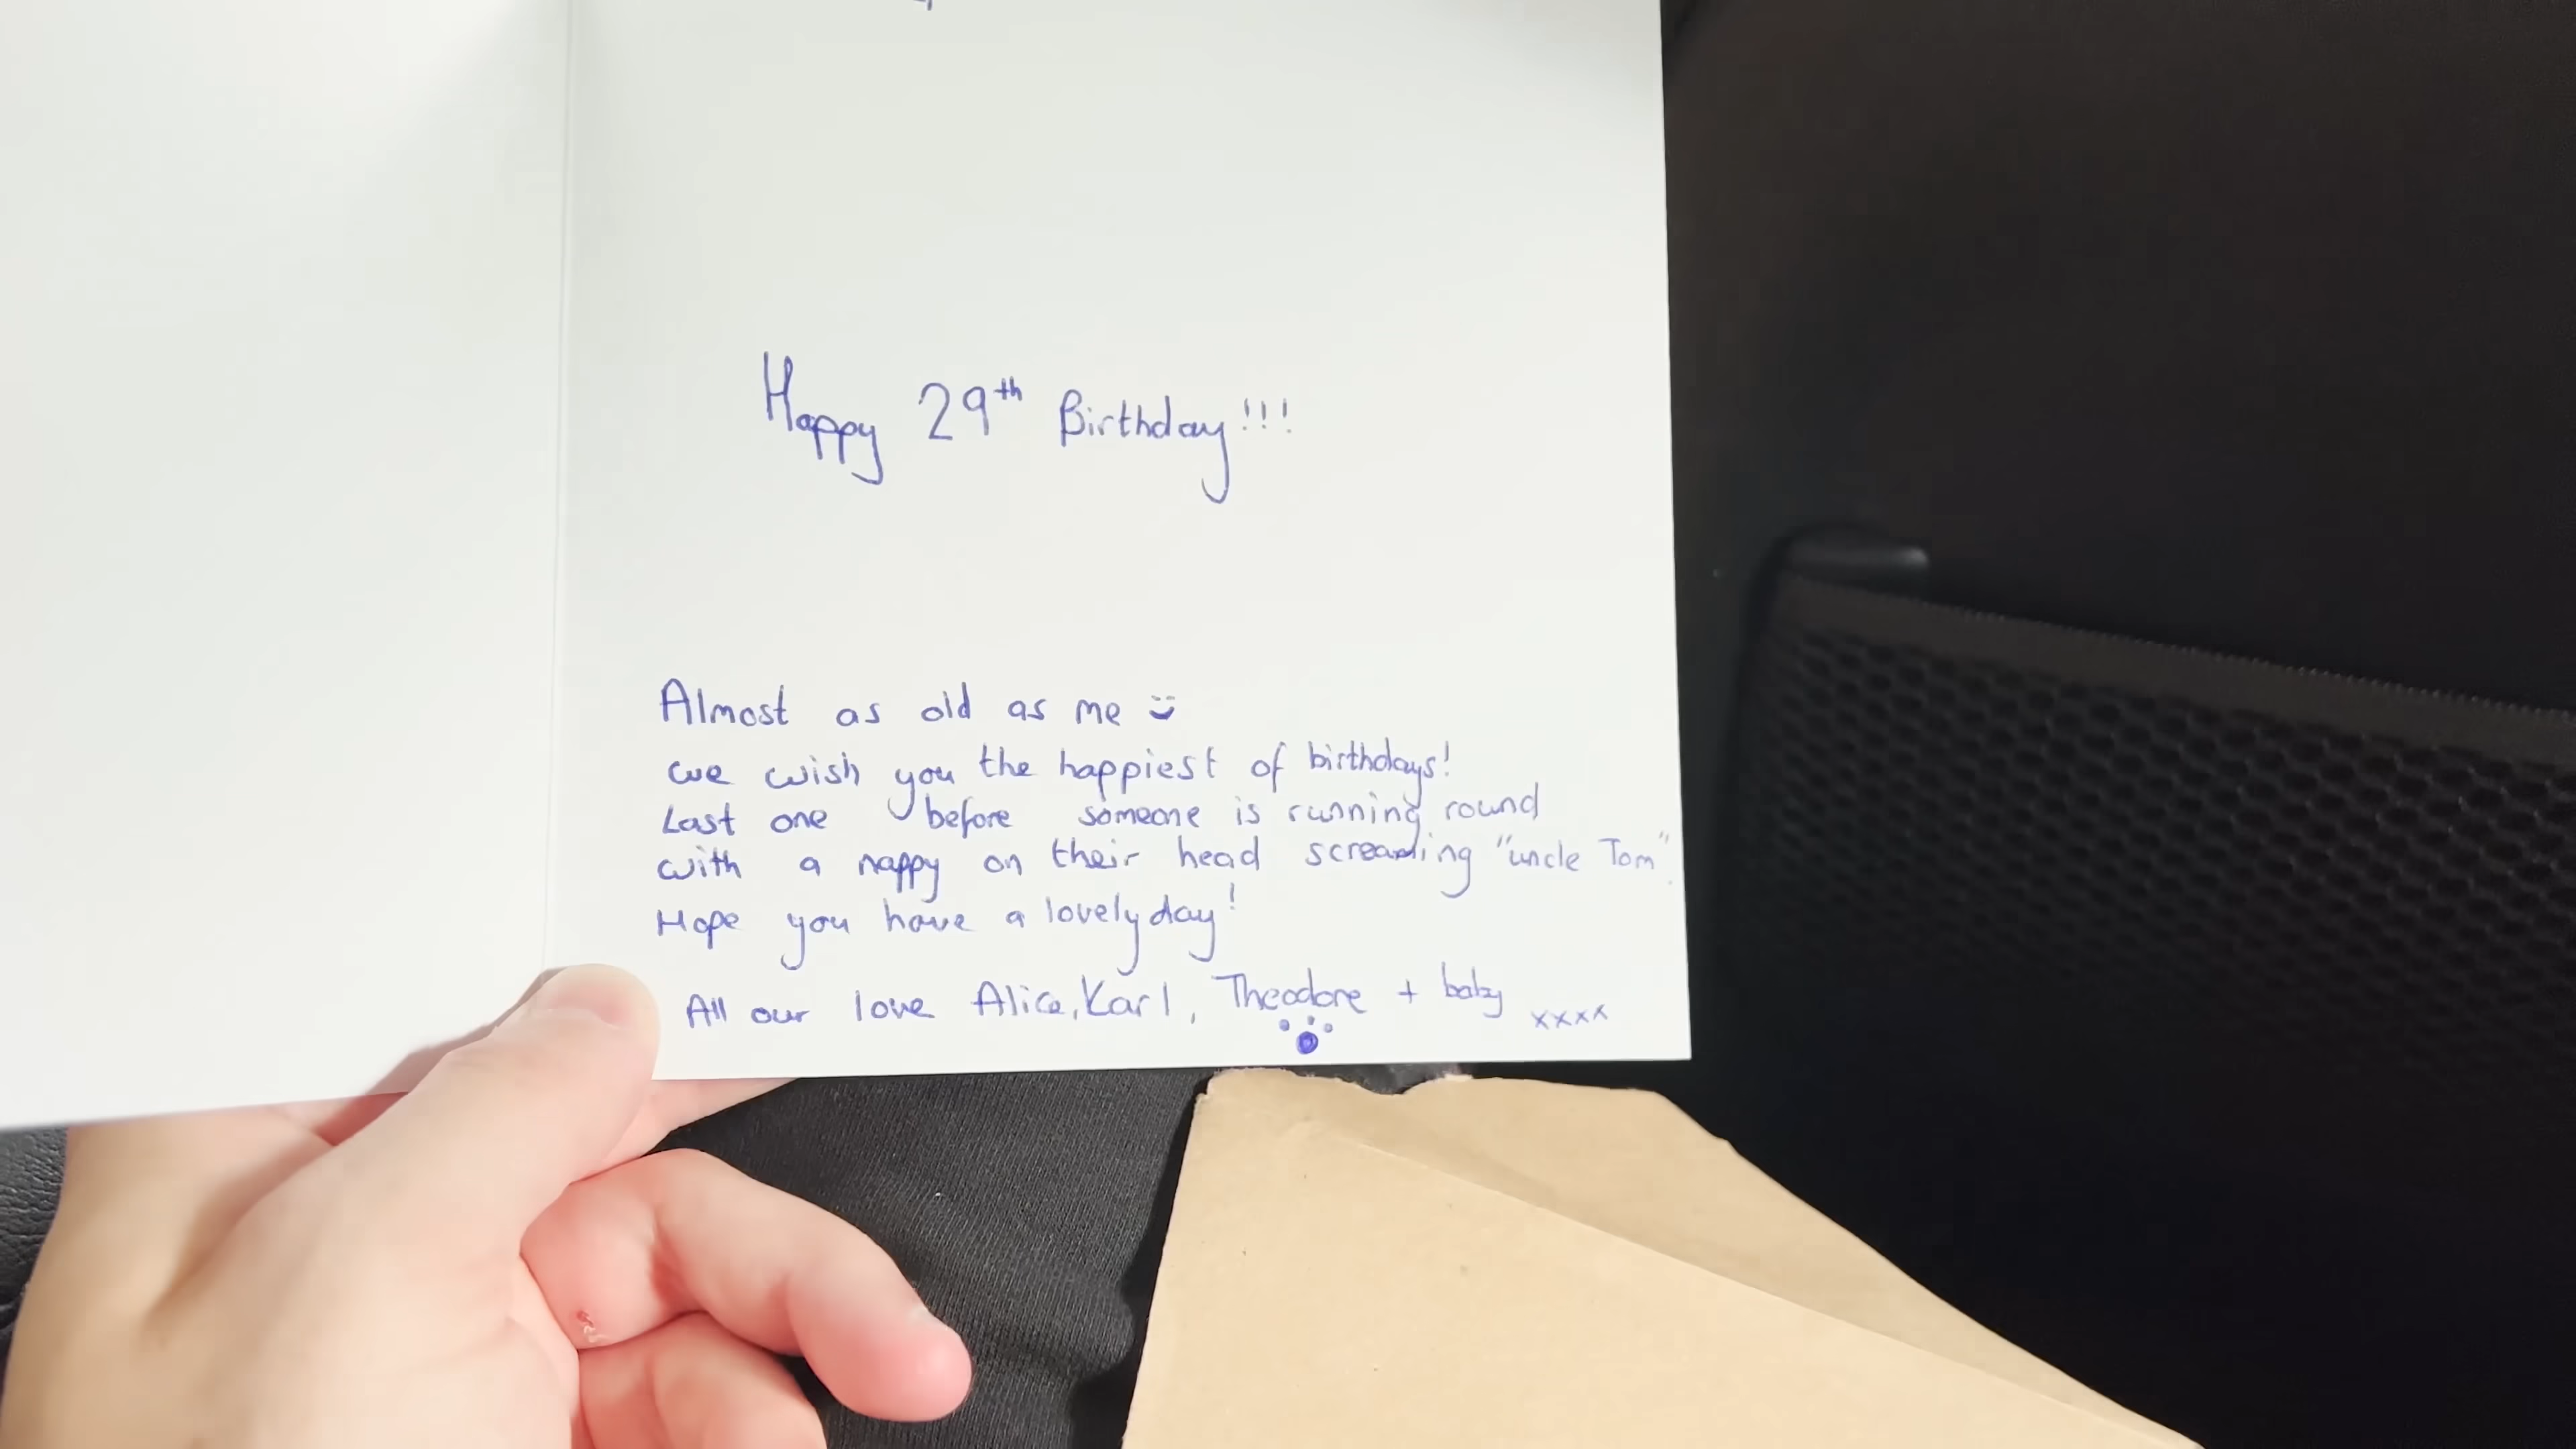 Happy 29th Birthday!!!
Almost as old as me
we wish you the happiest of birthdays!
Last one before someone is running round
with a nappy on their head screaming "uncle Tom".
Hope you have a lovely day!
All our love Alice, Karl, Theodore + baby xxxx